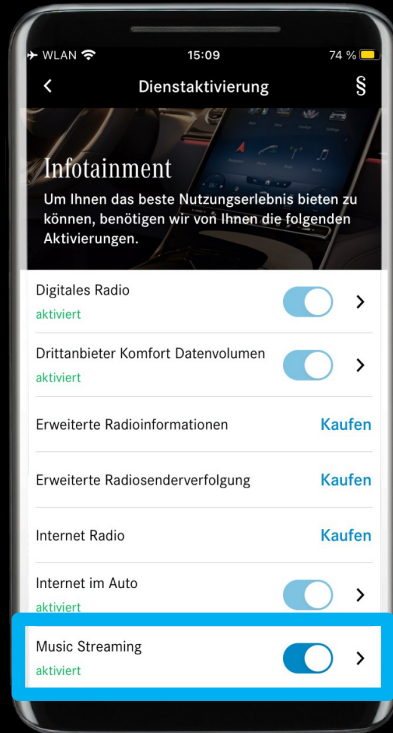 WLAN 15:09 74 %
Dienstaktivierung §
Infotainment
Um Ihnen das beste Nutzungserlebnis bieten zu
können, benötigen wir von Ihnen die folgenden
Aktivierungen.
Digitales Radio
aktiviert
Drittanbieter Komfort Datenvolumen
aktiviert
Erweiterte Radioinformationen Kaufen
Erweiterte Radiosenderverfolgung Kaufen
Internet Radio Kaufen
Internet im Auto
aktiviert
Music Streaming
aktiviert